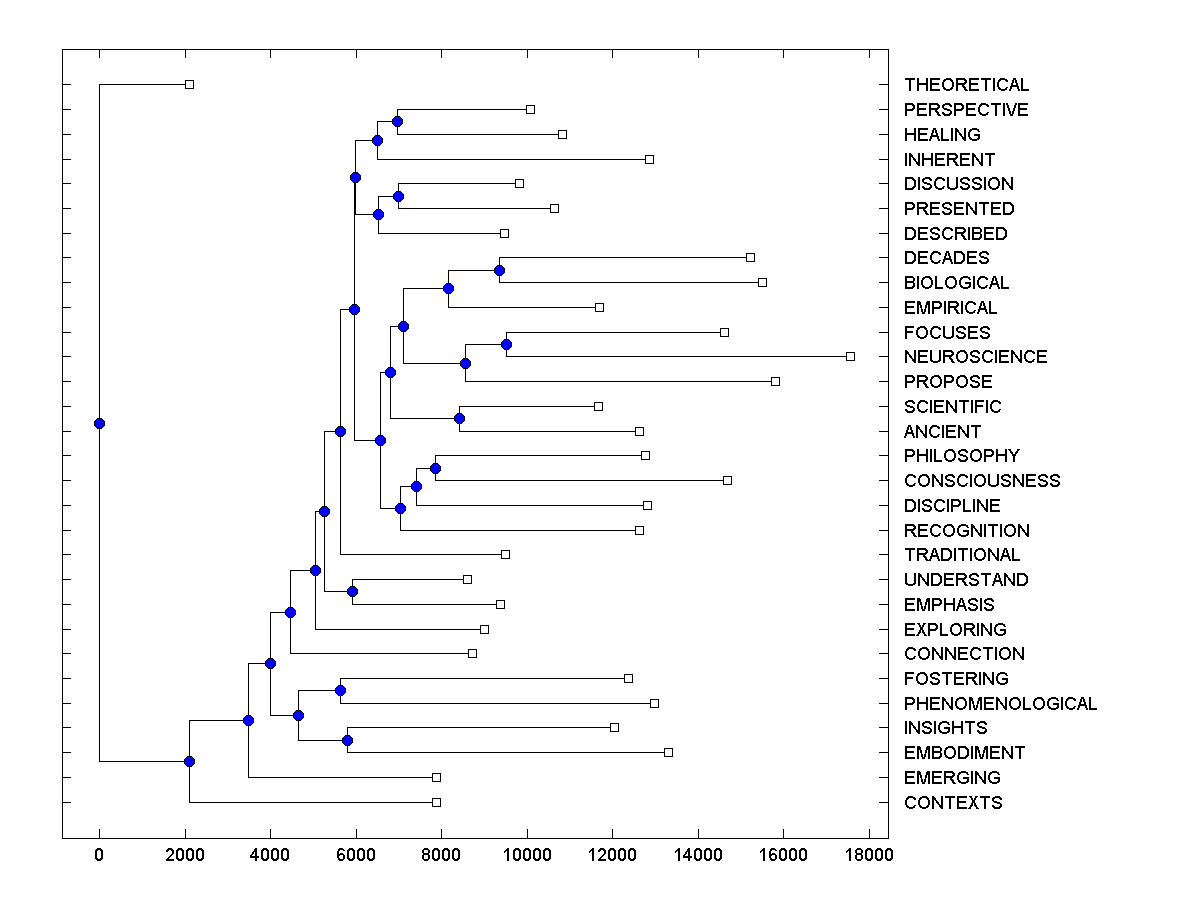 THEORETICAL
PERSPECTIVE
HEALING
INHERENT
DISCUSSION
PRESENTED
DESCRIBED
DECADES
BIOLOGICAL
EMPIRICAL
FOCUSES
NEUROSCIENCE
PROPOSE
SCIENTIFIC
ANCIENT
PHILOSOPHY
CONSCIOUSNESS
DISCIPLINE
RECOGNITION
TRADITIONAL
UNDERSTAND
EMPHASIS
EXPLORING
CONNECTION
FOSTERING
PHENOMENOLOGICAL
INSIGHTS
EMBODIMENT
EMERGING
CONTEXTS
0 2000 4000 6000 8000 10000 12000 14000 16000 18000